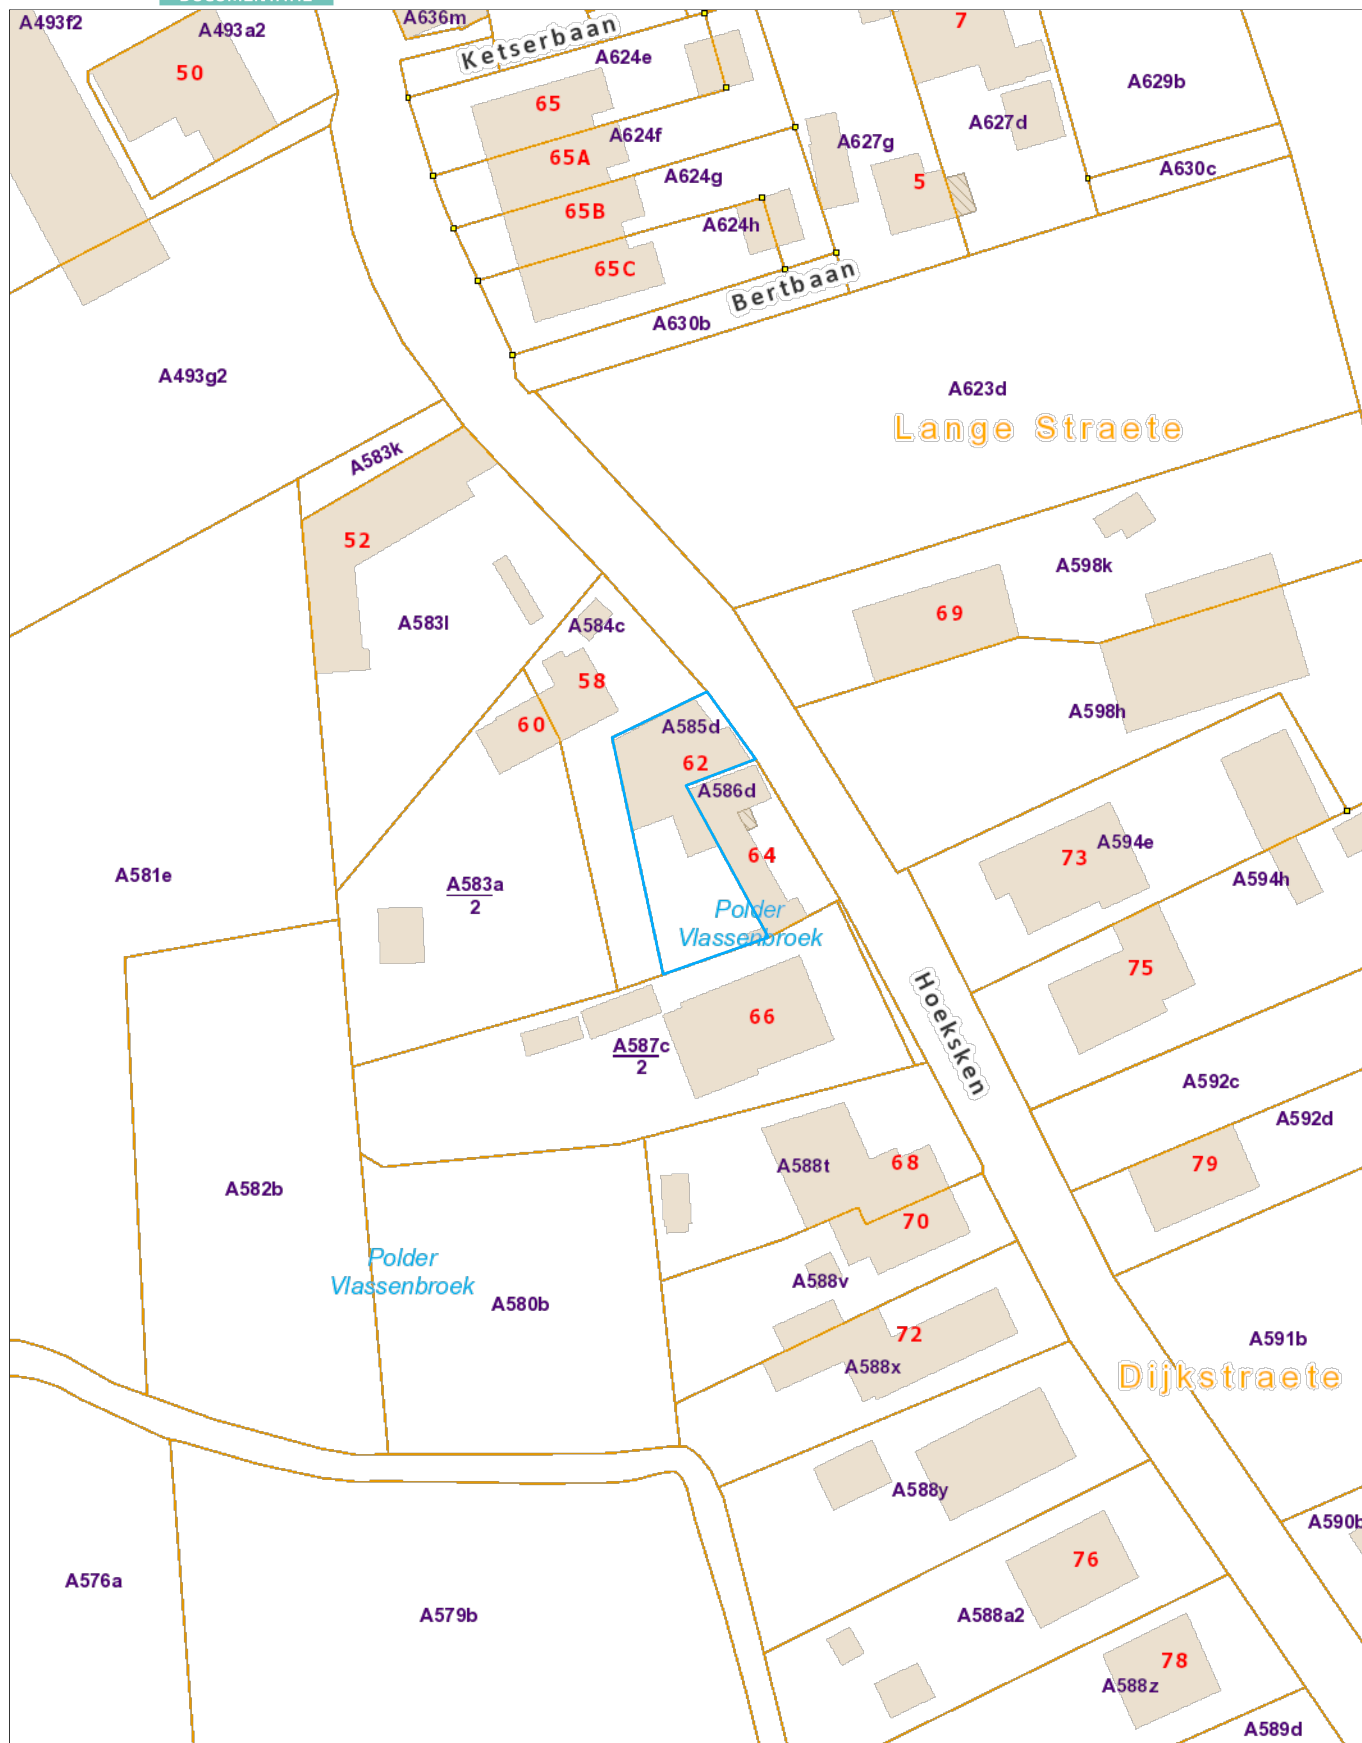 A493f2
A493a2
A636m
7
50
Ketserbaan
A624e
A629b
65
A627d
A624f
A627g
65A
A630c
A624g
5
65B
A624h
65C
Bertbaan
A630b
A493g2
A623d
Lange Straete
A583k
52
A598k
A583l
A584c
69
58
A598h
60
A585d
62
A586d
A594e
64
73
A581e
A583a
2
A594h
Polder
Vlassenbroek
75
66
Hoeksken
A587c
2
A592c
A592d
A588t
68
79
A582b
70
Polder
Vlassenbroek
A588v
A580b
72
A591b
A588x
Dijkstraete
A588y
A590b
76
A576a
A579b
A588a2
78
A588z
A589d